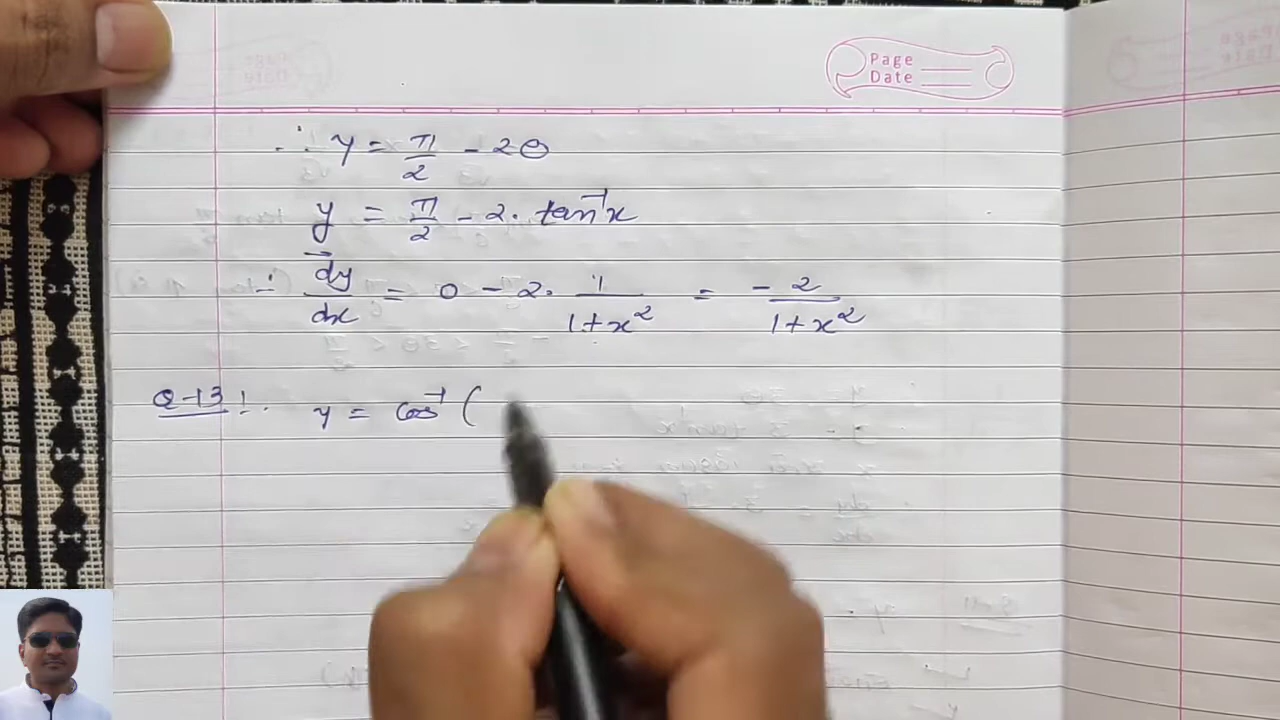 Page
Date
∴ y = π/2 - 2θ
y = π/2 - 2 · tan⁻¹x
∴ dy/dx = 0 - 2 · 1/(1+x²) = -2/(1+x²)
Q-13 : y = cos⁻¹ (